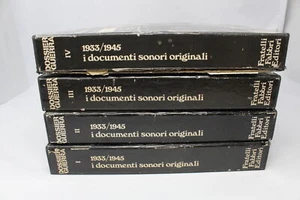 DOSSIER GUERRA
IV
1933/1945
i documenti sonori originali
Fratelli
Fabbri
Editori
DOSSIER GUERRA
III
1933/1945
i documenti sonori originali
Fratelli
Fabbri
Editori
DOSSIER GUERRA
II
1933/1945
i documenti sonori originali
Fratelli
Fabbri
Editori
DOSSIER GUERRA
I
1933/1945
i documenti sonori originali
Fratelli
Fabbri
Editori